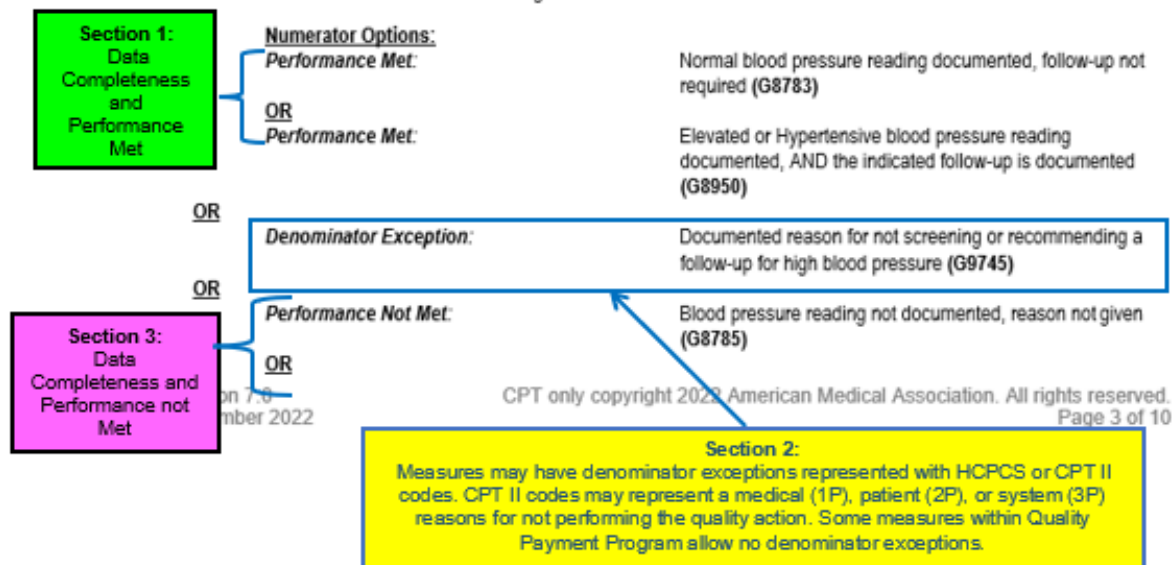 Section 1:
Data
Completeness
and
Performance
Met
Numerator Options:
Performance Met:
Normal blood pressure reading documented, follow-up not
required (G8783)
OR
Performance Met:
Elevated or Hypertensive blood pressure reading
documented, AND the indicated follow-up is documented
(G8950)
OR
Denominator Exception:
Documented reason for not screening or recommending a
follow-up for high blood pressure (G9745)
OR
Performance Not Met:
Blood pressure reading not documented, reason not given
(G8785)
OR
Section 3:
Data
Completeness and
Performance not
Met
CPT only copyright 2022 American Medical Association. All rights reserved.
2022
Page 3 of 10
Section 2:
Measures may have denominator exceptions represented with HCPCS or CPT II
codes. CPT II codes may represent a medical (1P), patient (2P), or system (3P)
reasons for not performing the quality action. Some measures within Quality
Payment Program allow no denominator exceptions.